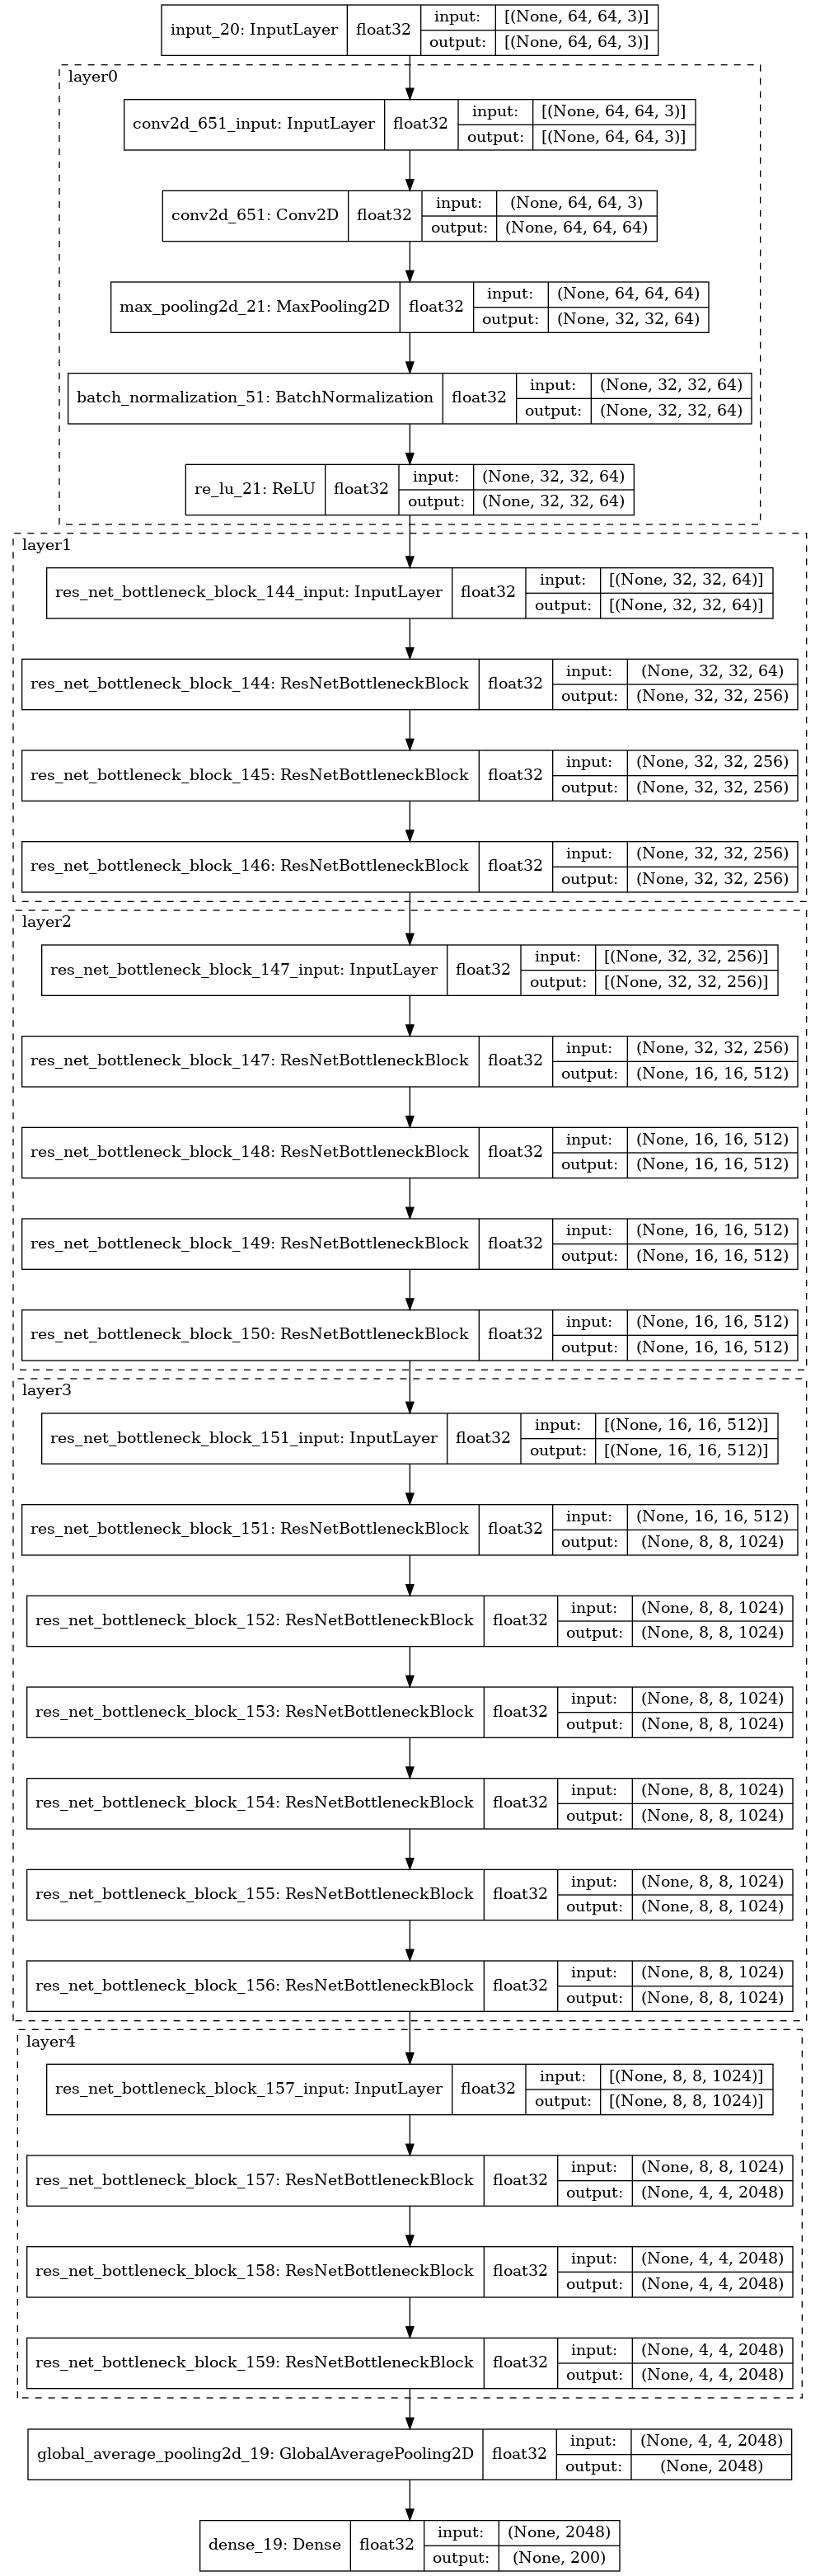 input_20: InputLayer float32 input: [(None, 64, 64, 3)]
output: [(None, 64, 64, 3)]
layer0
conv2d_651_input: InputLayer float32 input: [(None, 64, 64, 3)]
output: [(None, 64, 64, 3)]
conv2d_651: Conv2D float32 input: (None, 64, 64, 3)
output: (None, 64, 64, 64)
max_pooling2d_21: MaxPooling2D float32 input: (None, 64, 64, 64)
output: (None, 32, 32, 64)
batch_normalization_51: BatchNormalization float32 input: (None, 32, 32, 64)
output: (None, 32, 32, 64)
re_lu_21: ReLU float32 input: (None, 32, 32, 64)
output: (None, 32, 32, 64)
layer1
res_net_bottleneck_block_144_input: InputLayer float32 input: [(None, 32, 32, 64)]
output: [(None, 32, 32, 64)]
res_net_bottleneck_block_144: ResNetBottleneckBlock float32 input: (None, 32, 32, 64)
output: (None, 32, 32, 256)
res_net_bottleneck_block_145: ResNetBottleneckBlock float32 input: (None, 32, 32, 256)
output: (None, 32, 32, 256)
res_net_bottleneck_block_146: ResNetBottleneckBlock float32 input: (None, 32, 32, 256)
output: (None, 32, 32, 256)
layer2
res_net_bottleneck_block_147_input: InputLayer float32 input: [(None, 32, 32, 256)]
output: [(None, 32, 32, 256)]
res_net_bottleneck_block_147: ResNetBottleneckBlock float32 input: (None, 32, 32, 256)
output: (None, 16, 16, 512)
res_net_bottleneck_block_148: ResNetBottleneckBlock float32 input: (None, 16, 16, 512)
output: (None, 16, 16, 512)
res_net_bottleneck_block_149: ResNetBottleneckBlock float32 input: (None, 16, 16, 512)
output: (None, 16, 16, 512)
res_net_bottleneck_block_150: ResNetBottleneckBlock float32 input: (None, 16, 16, 512)
output: (None, 16, 16, 512)
layer3
res_net_bottleneck_block_151_input: InputLayer float32 input: [(None, 16, 16, 512)]
output: [(None, 16, 16, 512)]
res_net_bottleneck_block_151: ResNetBottleneckBlock float32 input: (None, 16, 16, 512)
output: (None, 8, 8, 1024)
res_net_bottleneck_block_152: ResNetBottleneckBlock float32 input: (None, 8, 8, 1024)
output: (None, 8, 8, 1024)
res_net_bottleneck_block_153: ResNetBottleneckBlock float32 input: (None, 8, 8, 1024)
output: (None, 8, 8, 1024)
res_net_bottleneck_block_154: ResNetBottleneckBlock float32 input: (None, 8, 8, 1024)
output: (None, 8, 8, 1024)
res_net_bottleneck_block_155: ResNetBottleneckBlock float32 input: (None, 8, 8, 1024)
output: (None, 8, 8, 1024)
res_net_bottleneck_block_156: ResNetBottleneckBlock float32 input: (None, 8, 8, 1024)
output: (None, 8, 8, 1024)
layer4
res_net_bottleneck_block_157_input: InputLayer float32 input: [(None, 8, 8, 1024)]
output: [(None, 8, 8, 1024)]
res_net_bottleneck_block_157: ResNetBottleneckBlock float32 input: (None, 8, 8, 1024)
output: (None, 4, 4, 2048)
res_net_bottleneck_block_158: ResNetBottleneckBlock float32 input: (None, 4, 4, 2048)
output: (None, 4, 4, 2048)
res_net_bottleneck_block_159: ResNetBottleneckBlock float32 input: (None, 4, 4, 2048)
output: (None, 4, 4, 2048)
global_average_pooling2d_19: GlobalAveragePooling2D float32 input: (None, 4, 4, 2048)
output: (None, 2048)
dense_19: Dense float32 input: (None, 2048)
output: (None, 200)